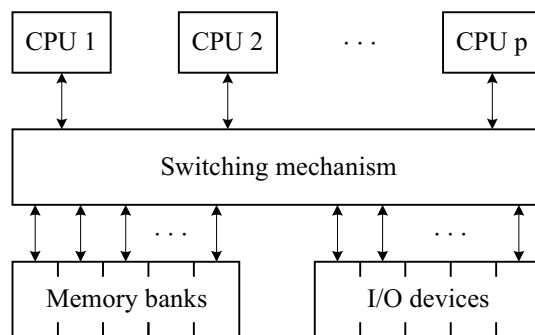 CPU 1 CPU 2 . . . CPU p
Switching mechanism
. . . . . .
Memory banks I/O devices